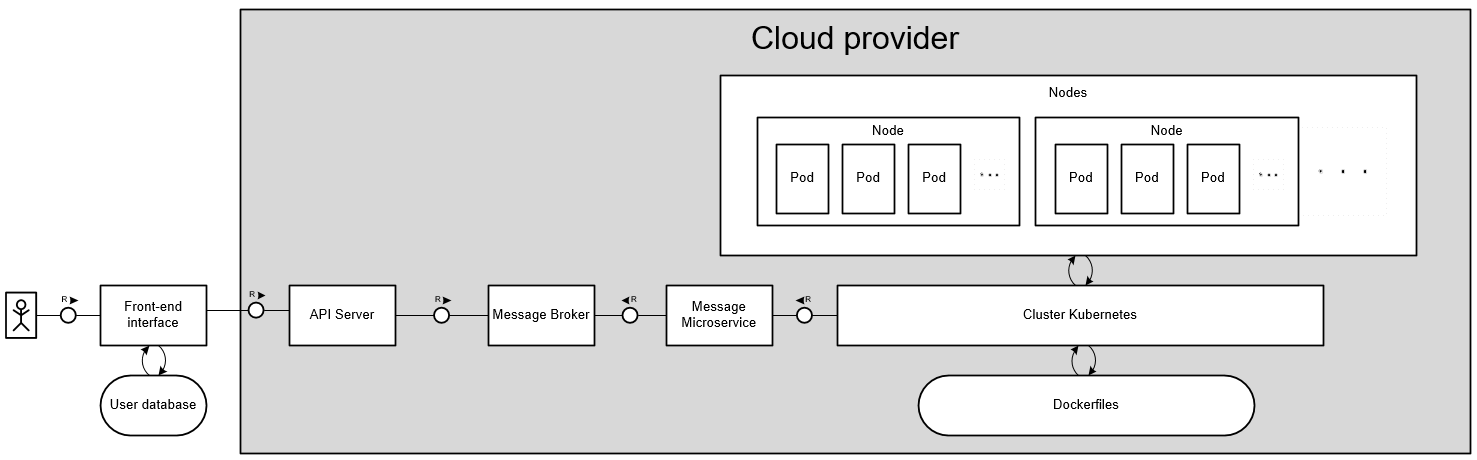 Cloud provider
Nodes
Node
Pod
Pod
Pod
...
Node
Pod
Pod
Pod
...
. . .
R
Front-end
interface
R
API Server
R
Message Broker
R
Message
Microservice
R
Cluster Kubernetes
User database
Dockerfiles